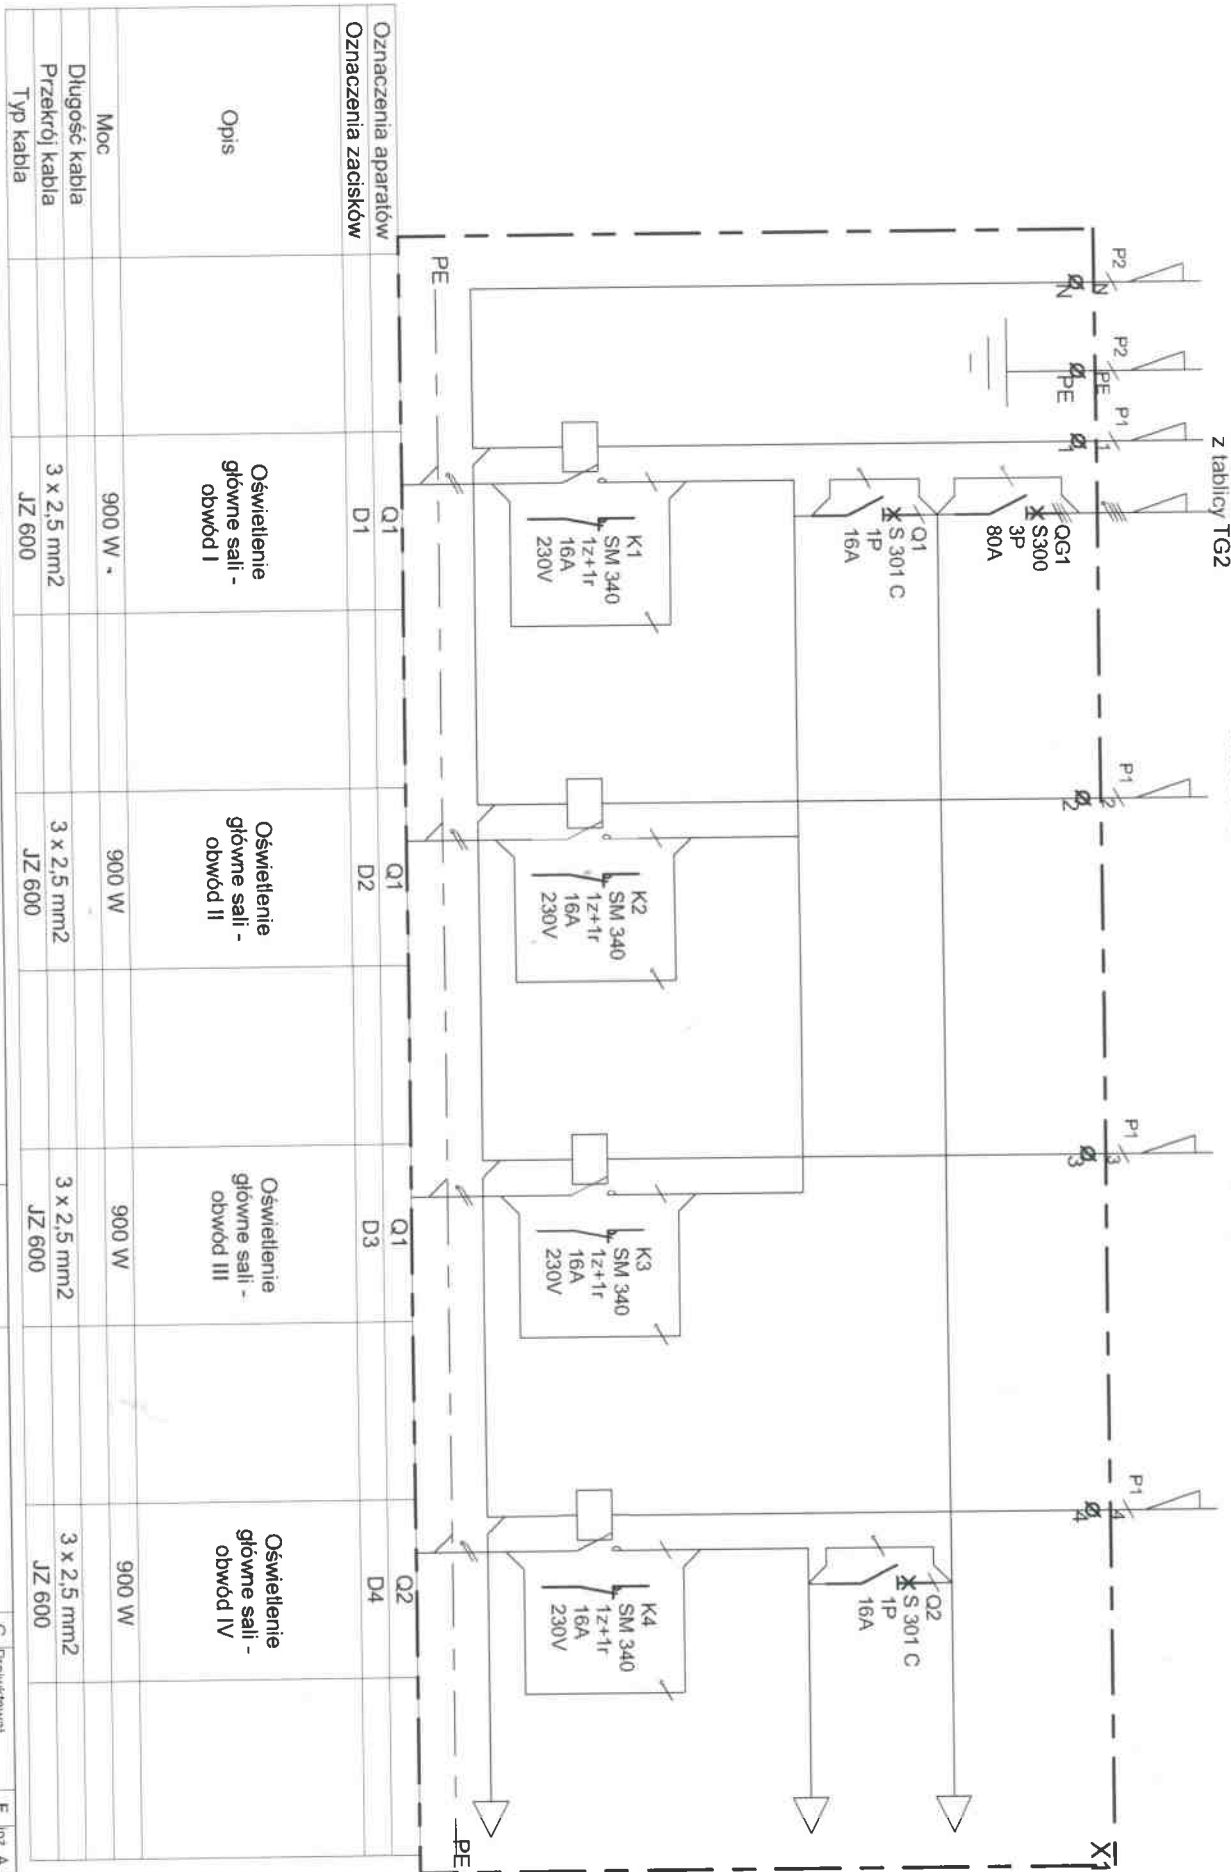 z tablicy TG2
P2
P2
P1
P1
P1
P1
N
PE
1
2
3
4
X1
N
PE
1
2
3
4
QG1
S300
3P
80A
Q1
S 301 C
1P
16A
Q2
S 301 C
1P
16A
K1
SM 340
1z+1r
16A
230V
K2
SM 340
1z+1r
16A
230V
K3
SM 340
1z+1r
16A
230V
K4
SM 340
1z+1r
16A
230V
PE
PE
Oznaczenia aparatów Q1 Q1 Q1 Q2
Oznaczenia zacisków D1 D2 D3 D4
Opis
Oświetlenie
główne sali -
obwód I
Oświetlenie
główne sali -
obwód II
Oświetlenie
główne sali -
obwód III
Oświetlenie
główne sali -
obwód IV
Moc 900 W 900 W 900 W 900 W
Długość kabla
Przekrój kabla 3 x 2,5 mm2 3 x 2,5 mm2 3 x 2,5 mm2 3 x 2,5 mm2
Typ kabla JZ 600 JZ 600 JZ 600 JZ 600